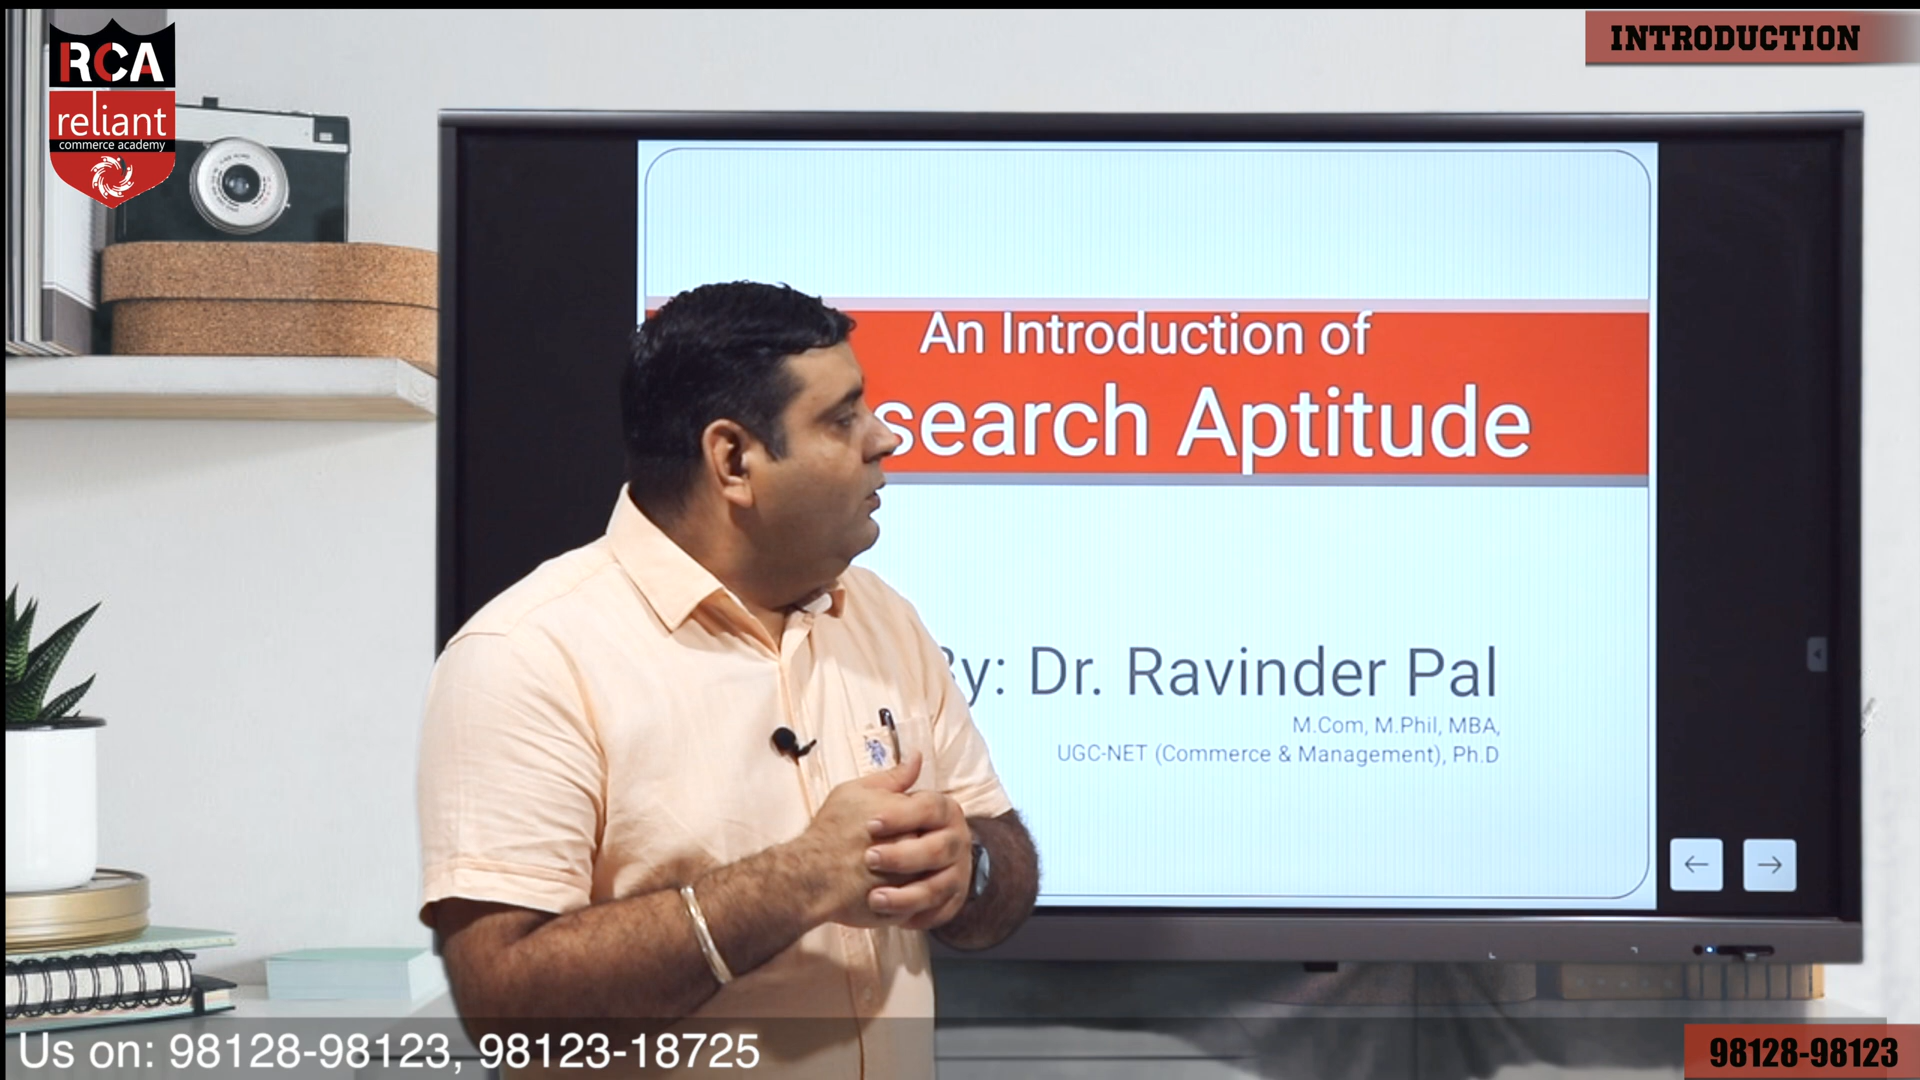 RCA
reliant
commerce academy
INTRODUCTION
An Introduction of
search Aptitude
By: Dr. Ravinder Pal
M.Com, M.Phil, MBA,
UGC-NET (Commerce & Management), Ph.D
Us on: 98128-98123, 98123-18725
98128-98123